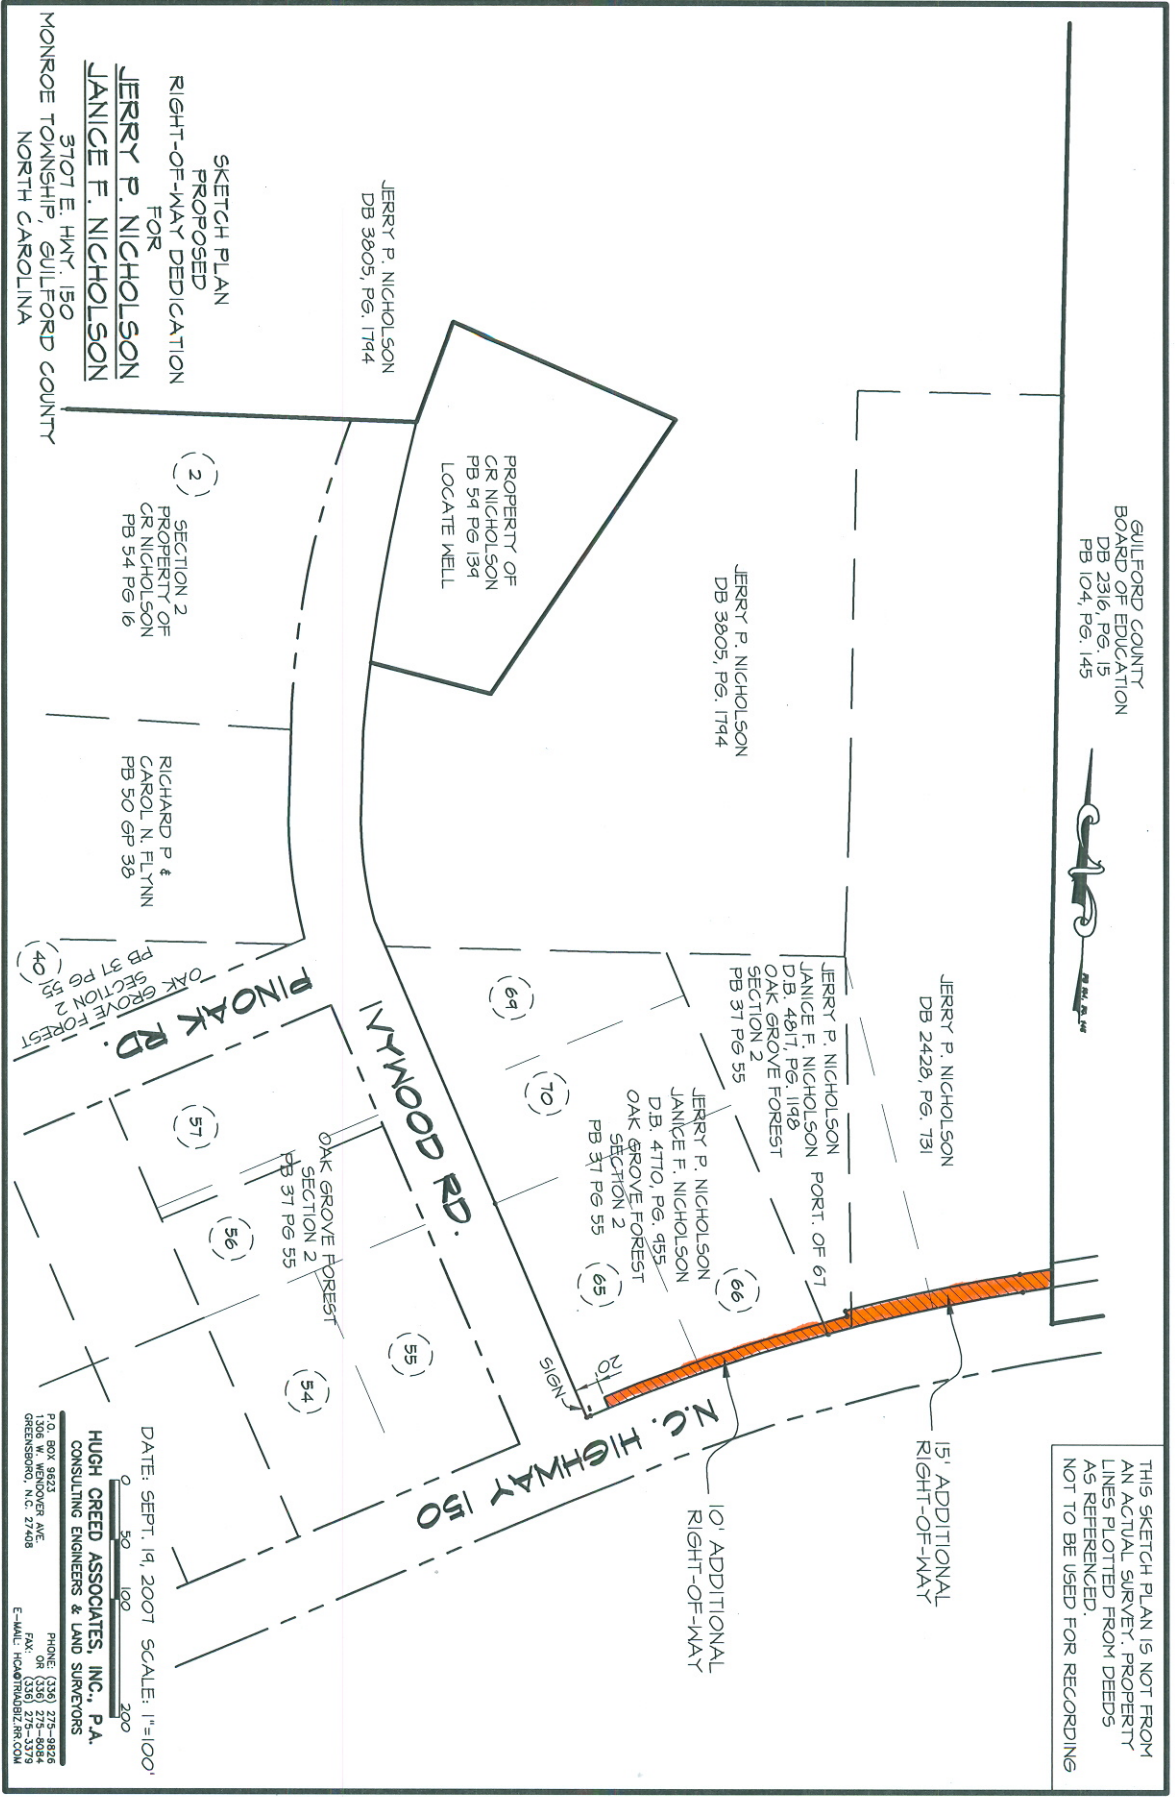 GUILFORD COUNTY
BOARD OF EDUCATION
DB 2316, PG. 15
PB 104, PG. 145
THIS SKETCH PLAN IS NOT FROM
AN ACTUAL SURVEY. PROPERTY
LINES PLOTTED FROM DEEDS
AS REFERENCED.
NOT TO BE USED FOR RECORDING
JERRY P. NICHOLSON
DB 2428, PG. 731
15' ADDITIONAL
RIGHT-OF-WAY
JERRY P. NICHOLSON
DB 3805, PG. 1794
JERRY P. NICHOLSON
JANICE F. NICHOLSON
D.B. 4817, PG. 1198
OAK GROVE FOREST
SECTION 2
PB 37 PG 55
PORT. OF 67
66
JERRY P. NICHOLSON
JANICE F. NICHOLSON
D.B. 4770, PG. 955
OAK GROVE FOREST
SECTION 2
PB 37 PG 55
65
10' ADDITIONAL
RIGHT-OF-WAY
69
70
20'
SIGN
N.C. HIGHWAY 150
PROPERTY OF
CR NICHOLSON
PB 59 PG 139
LOCATE WELL
JERRY P. NICHOLSON
DB 3805, PG. 1794
IVYWOOD RD.
PINOAK RD.
55
54
OAK GROVE FOREST
SECTION 2
PB 37 PG 55
57
56
2
SECTION 2
PROPERTY OF
CR NICHOLSON
PB 54 PG 16
RICHARD P &
CAROL N. FLYNN
PB 50 GP 38
OAK GROVE FOREST
SECTION 2
PB 37 PG 55
40
SKETCH PLAN
PROPOSED
RIGHT-OF-WAY DEDICATION
FOR
JERRY P. NICHOLSON
JANICE F. NICHOLSON
3707 E. HWY. 150
MONROE TOWNSHIP, GUILFORD COUNTY
NORTH CAROLINA
DATE: SEPT. 19, 2007 SCALE: 1"=100'
0 50 100 200
HUGH CREED ASSOCIATES, INC., P.A.
CONSULTING ENGINEERS & LAND SURVEYORS
P.O. BOX 9623
1306 W. WENDOVER AVE.
GREENSBORO, N.C. 27408
PHONE: (336) 275-9826
OR (336) 275-8084
FAX: (336) 275-3379
E-MAIL: HCA@TRIADBIZ.RR.COM